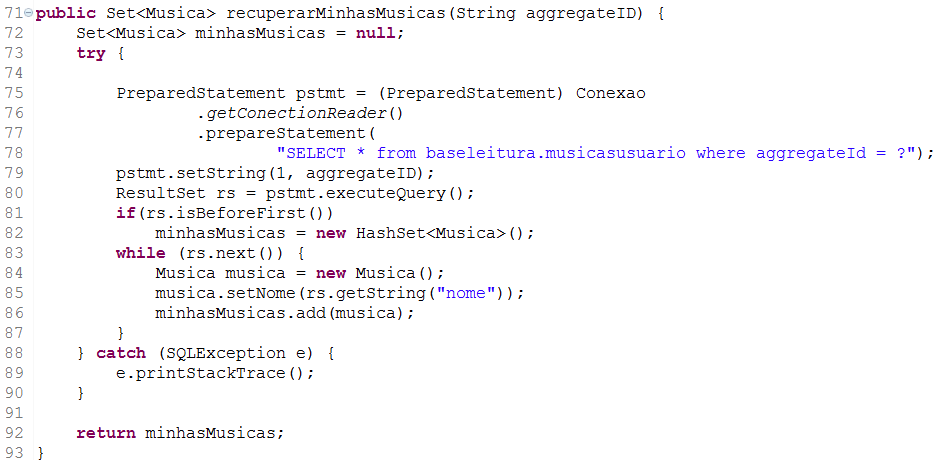 71 public Set<Musica> recuperarMinhasMusicas(String aggregateID) {
72     Set<Musica> minhasMusicas = null;
73     try {
74
75         PreparedStatement pstmt = (PreparedStatement) Conexao
76                 .getConectionReader()
77                 .prepareStatement(
78                         "SELECT * from baseleitura.musicasusuario where aggregateId = ?");
79         pstmt.setString(1, aggregateID);
80         ResultSet rs = pstmt.executeQuery();
81         if(rs.isBeforeFirst())
82             minhasMusicas = new HashSet<Musica>();
83         while (rs.next()) {
84             Musica musica = new Musica();
85             musica.setNome(rs.getString("nome"));
86             minhasMusicas.add(musica);
87         }
88     } catch (SQLException e) {
89         e.printStackTrace();
90     }
91
92     return minhasMusicas;
93 }